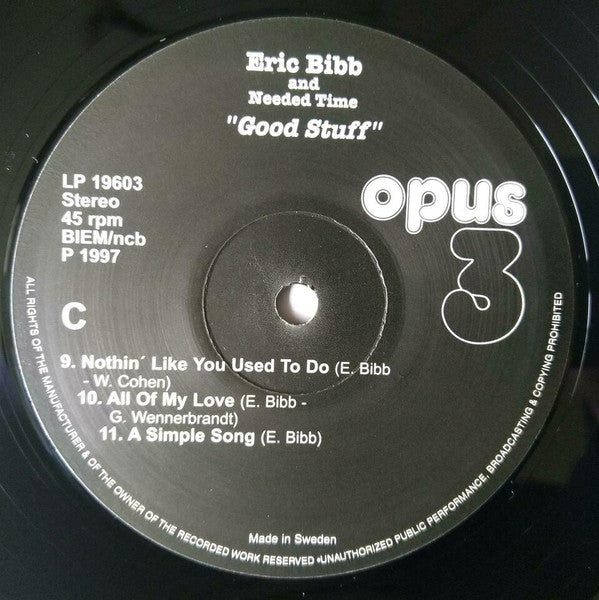 Eric Bibb
and
Needed Time
"Good Stuff"
LP 19603
Stereo
45 rpm
BIEM/ncb
P 1997
opus
3
C
9. Nothin´ Like You Used To Do (E. Bibb
- W. Cohen)
10. All Of My Love (E. Bibb -
G. Wennerbrandt)
11. A Simple Song (E. Bibb)
Made in Sweden
ALL RIGHTS OF THE MANUFACTURER & OF THE OWNER OF THE RECORDED WORK RESERVED •UNAUTHORIZED PUBLIC PERFORMANCE, BROADCASTING & COPYING PROHIBITED